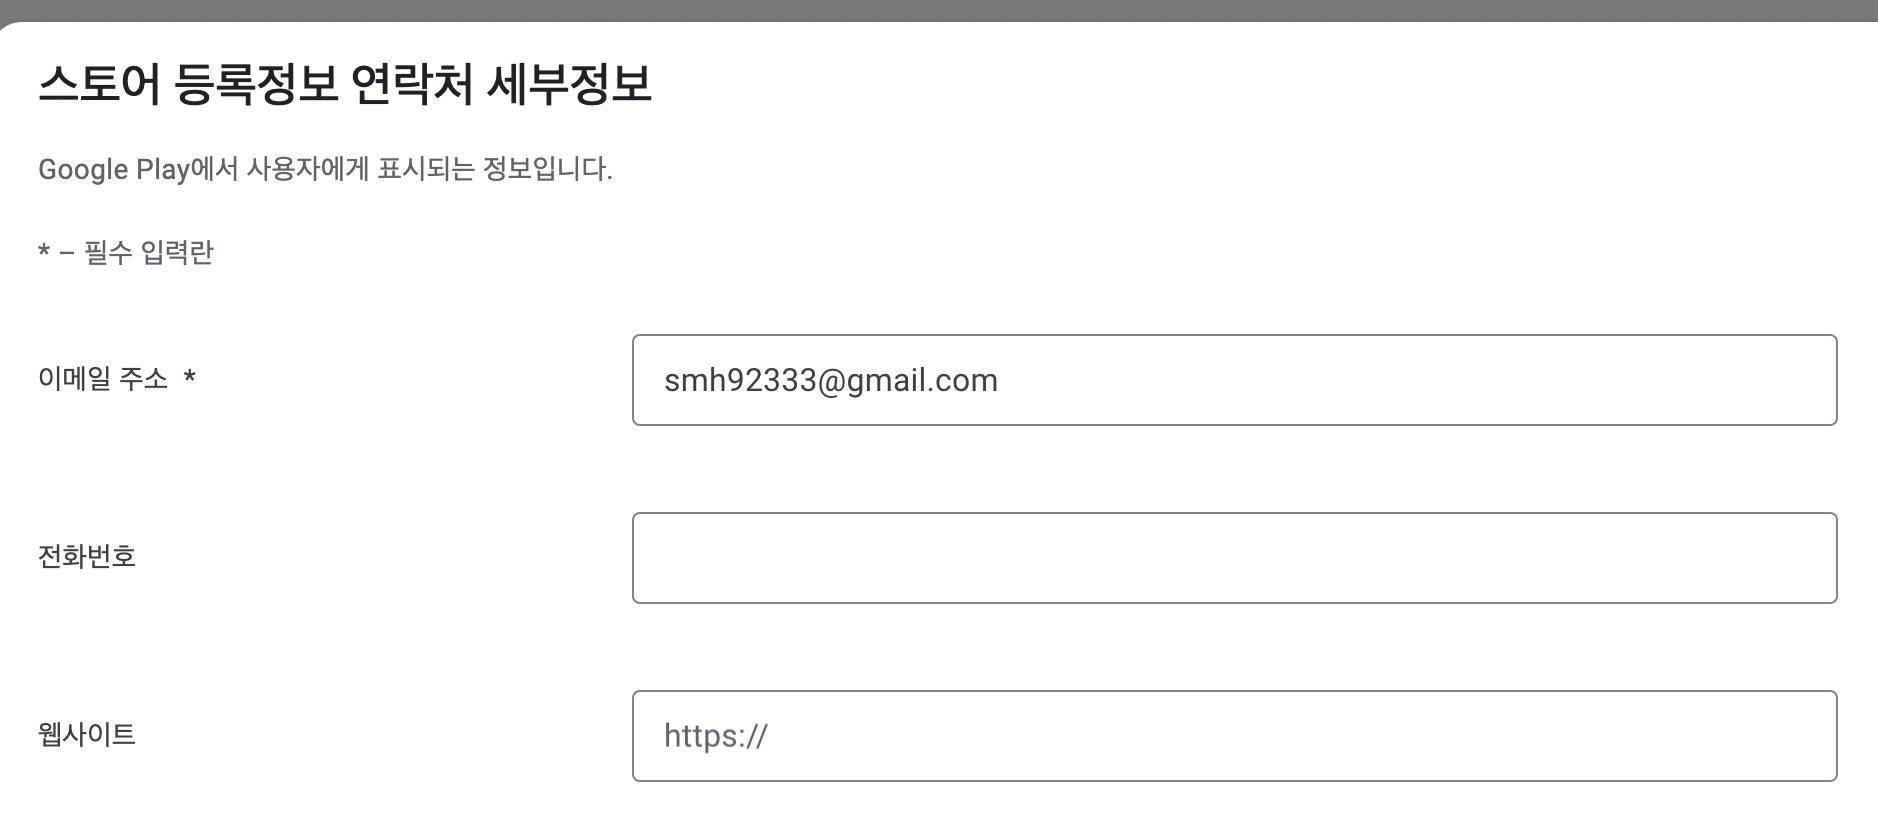 스토어 등록정보 연락처 세부정보
Google Play에서 사용자에게 표시되는 정보입니다.
* – 필수 입력란
이메일 주소 *
smh92333@gmail.com
전화번호
웹사이트
https://